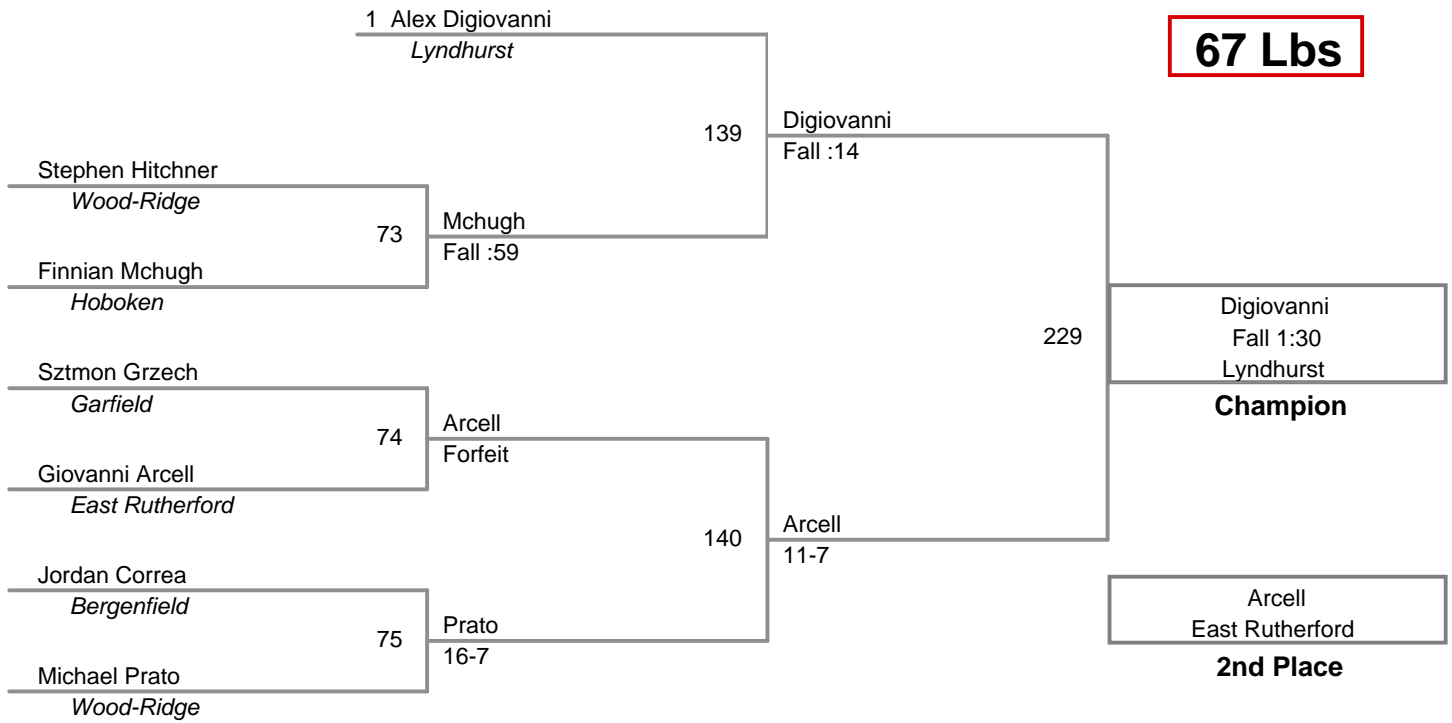 1 Alex Digiovanni
Lyndhurst
67 Lbs
139
Digiovanni
Fall :14
Stephen Hitchner
Wood-Ridge
73
Mchugh
Fall :59
Finnian Mchugh
Hoboken
229
Digiovanni
Fall 1:30
Lyndhurst
Champion
Sztmon Grzech
Garfield
74
Arcell
Forfeit
Giovanni Arcell
East Rutherford
140
Arcell
11-7
Jordan Correa
Bergenfield
75
Prato
16-7
Michael Prato
Wood-Ridge
Arcell
East Rutherford
2nd Place